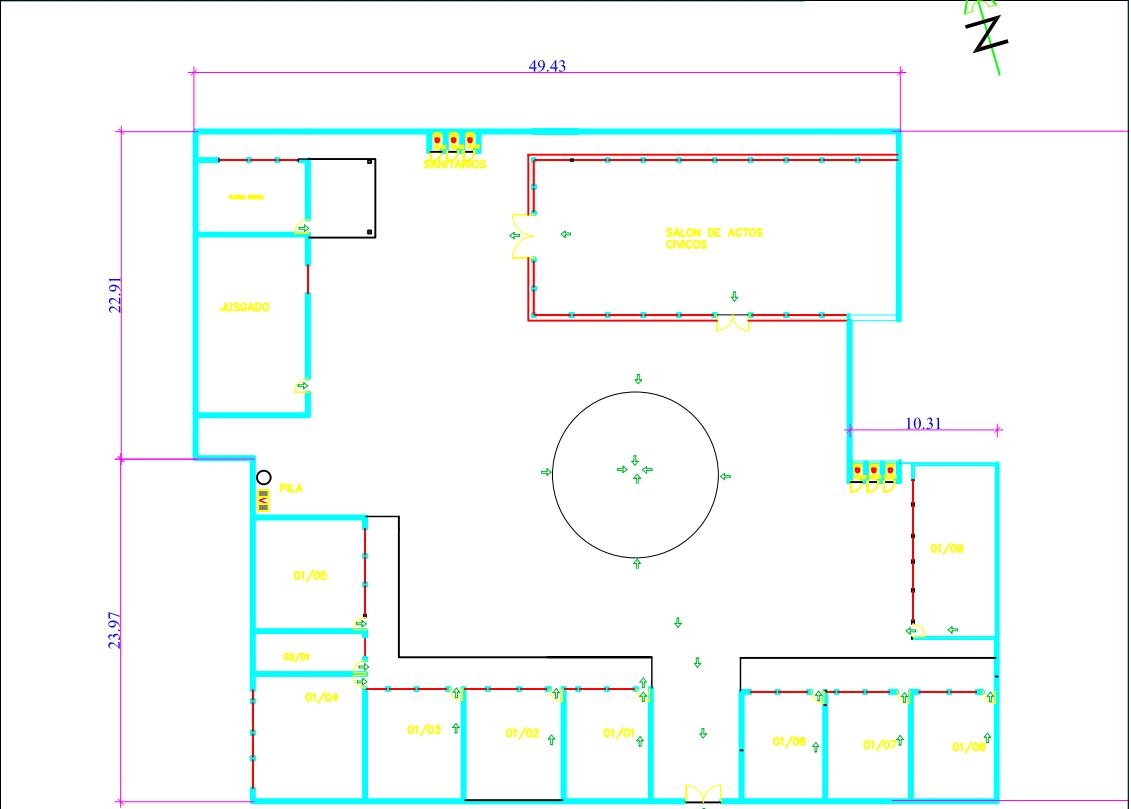 N
49.43
SANITARIOS
SALON DE ACTOS
CIVICOS
22.91
JUSGADO
10.31
PILA
01/05
01/09
23.97
02/01
01/04
01/03
01/02
01/01
01/06
01/07
01/08